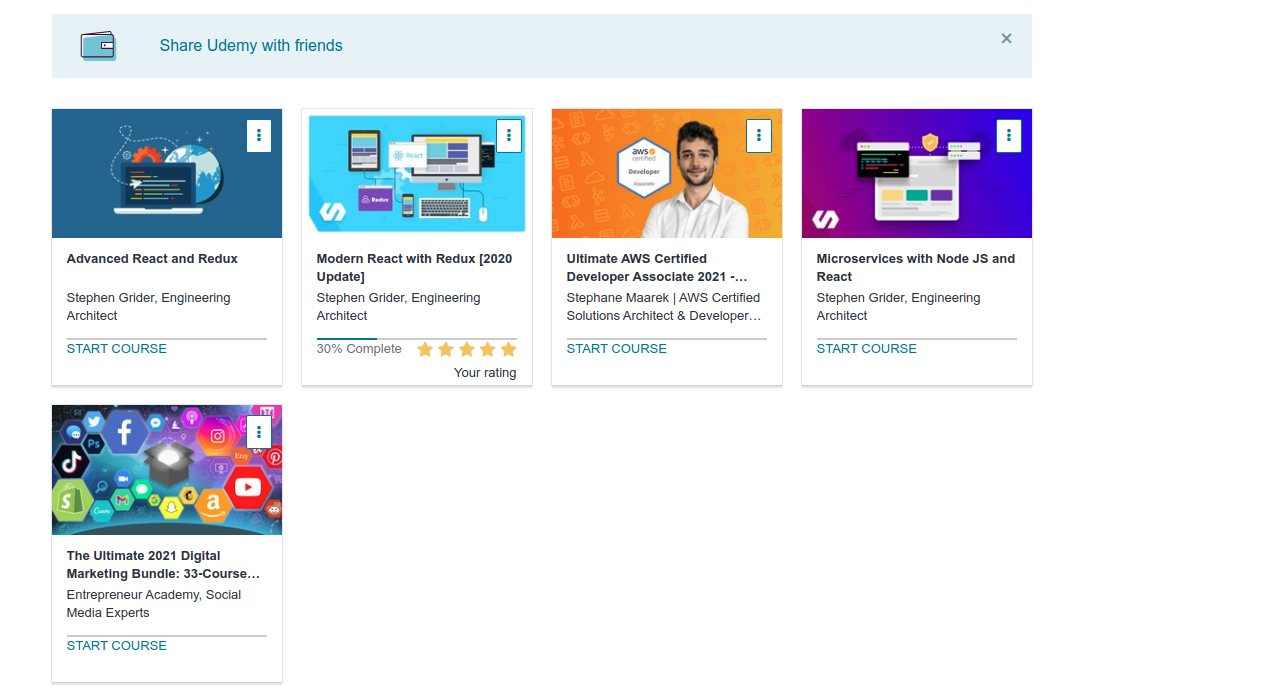 Share Udemy with friends
×
React
Redux
aws
certified
Developer
Associate
Advanced React and Redux
Stephen Grider, Engineering
Architect
START COURSE
Modern React with Redux [2020
Update]
Stephen Grider, Engineering
Architect
30% Complete
Your rating
Ultimate AWS Certified
Developer Associate 2021 -…
Stephane Maarek | AWS Certified
Solutions Architect & Developer…
START COURSE
Microservices with Node JS and
React
Stephen Grider, Engineering
Architect
START COURSE
Ps
Etsy
Canva
The Ultimate 2021 Digital
Marketing Bundle: 33-Course…
Entrepreneur Academy, Social
Media Experts
START COURSE